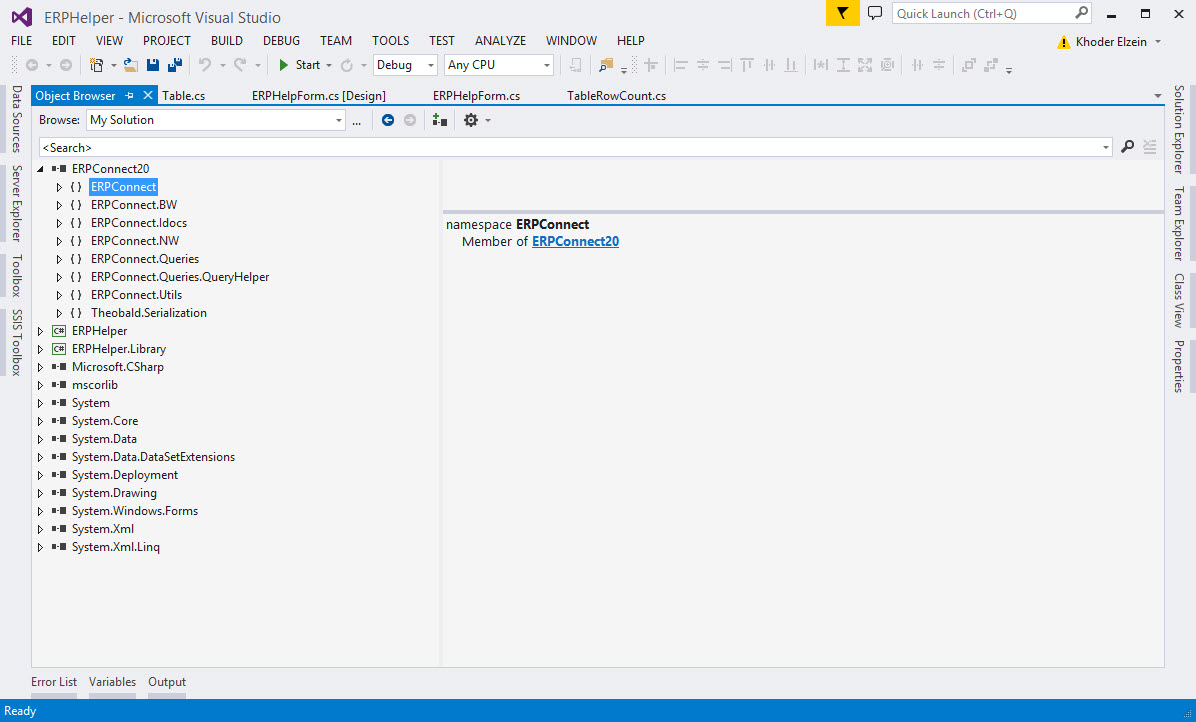 ERPHelper - Microsoft Visual Studio
Quick Launch (Ctrl+Q)
FILE EDIT VIEW PROJECT BUILD DEBUG TEAM TOOLS TEST ANALYZE WINDOW HELP
Khoder Elzein
Start Debug Any CPU
Object Browser Table.cs ERPHelpForm.cs [Design] ERPHelpForm.cs TableRowCount.cs
Browse: My Solution ...
<Search>
ERPConnect20
{ } ERPConnect
{ } ERPConnect.BW
{ } ERPConnect.Idocs
{ } ERPConnect.NW
{ } ERPConnect.Queries
{ } ERPConnect.Queries.QueryHelper
{ } ERPConnect.Utils
{ } Theobald.Serialization
C# ERPHelper
C# ERPHelper.Library
Microsoft.CSharp
mscorlib
System
System.Core
System.Data
System.Data.DataSetExtensions
System.Deployment
System.Drawing
System.Windows.Forms
System.Xml
System.Xml.Linq
namespace ERPConnect
Member of ERPConnect20
Data Sources
Server Explorer
Toolbox
SSIS Toolbox
Solution Explorer
Team Explorer
Class View
Properties
Error List Variables Output
Ready